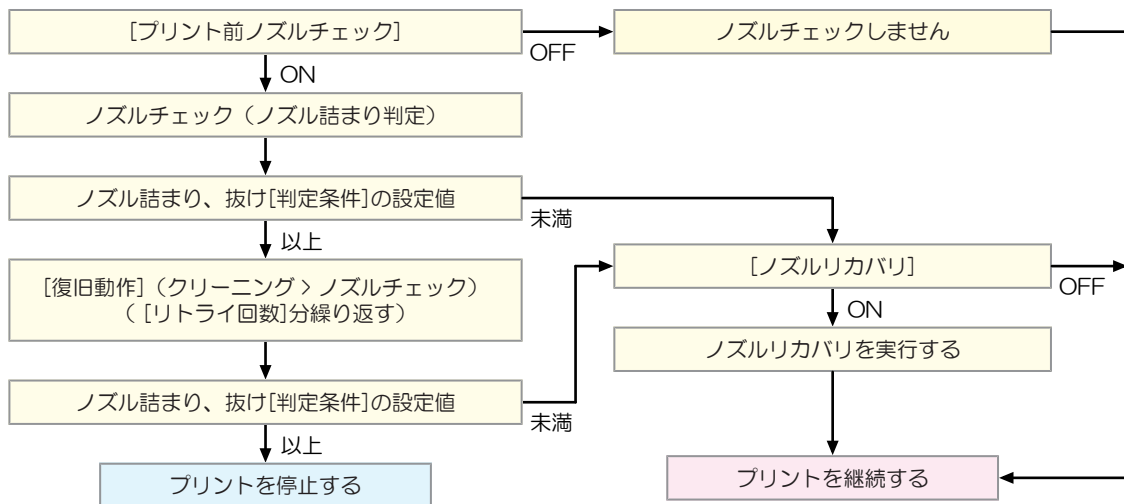 [プリント前ノズルチェック]
OFF
ノズルチェックしません
ON
ノズルチェック（ノズル詰まり判定）
ノズル詰まり、抜け[判定条件]の設定値
未満
以上
[復旧動作]（クリーニング > ノズルチェック）
（ [リトライ回数]分繰り返す）
[ノズルリカバリ]
OFF
ON
ノズルリカバリを実行する
ノズル詰まり、抜け[判定条件]の設定値
未満
以上
プリントを停止する
プリントを継続する